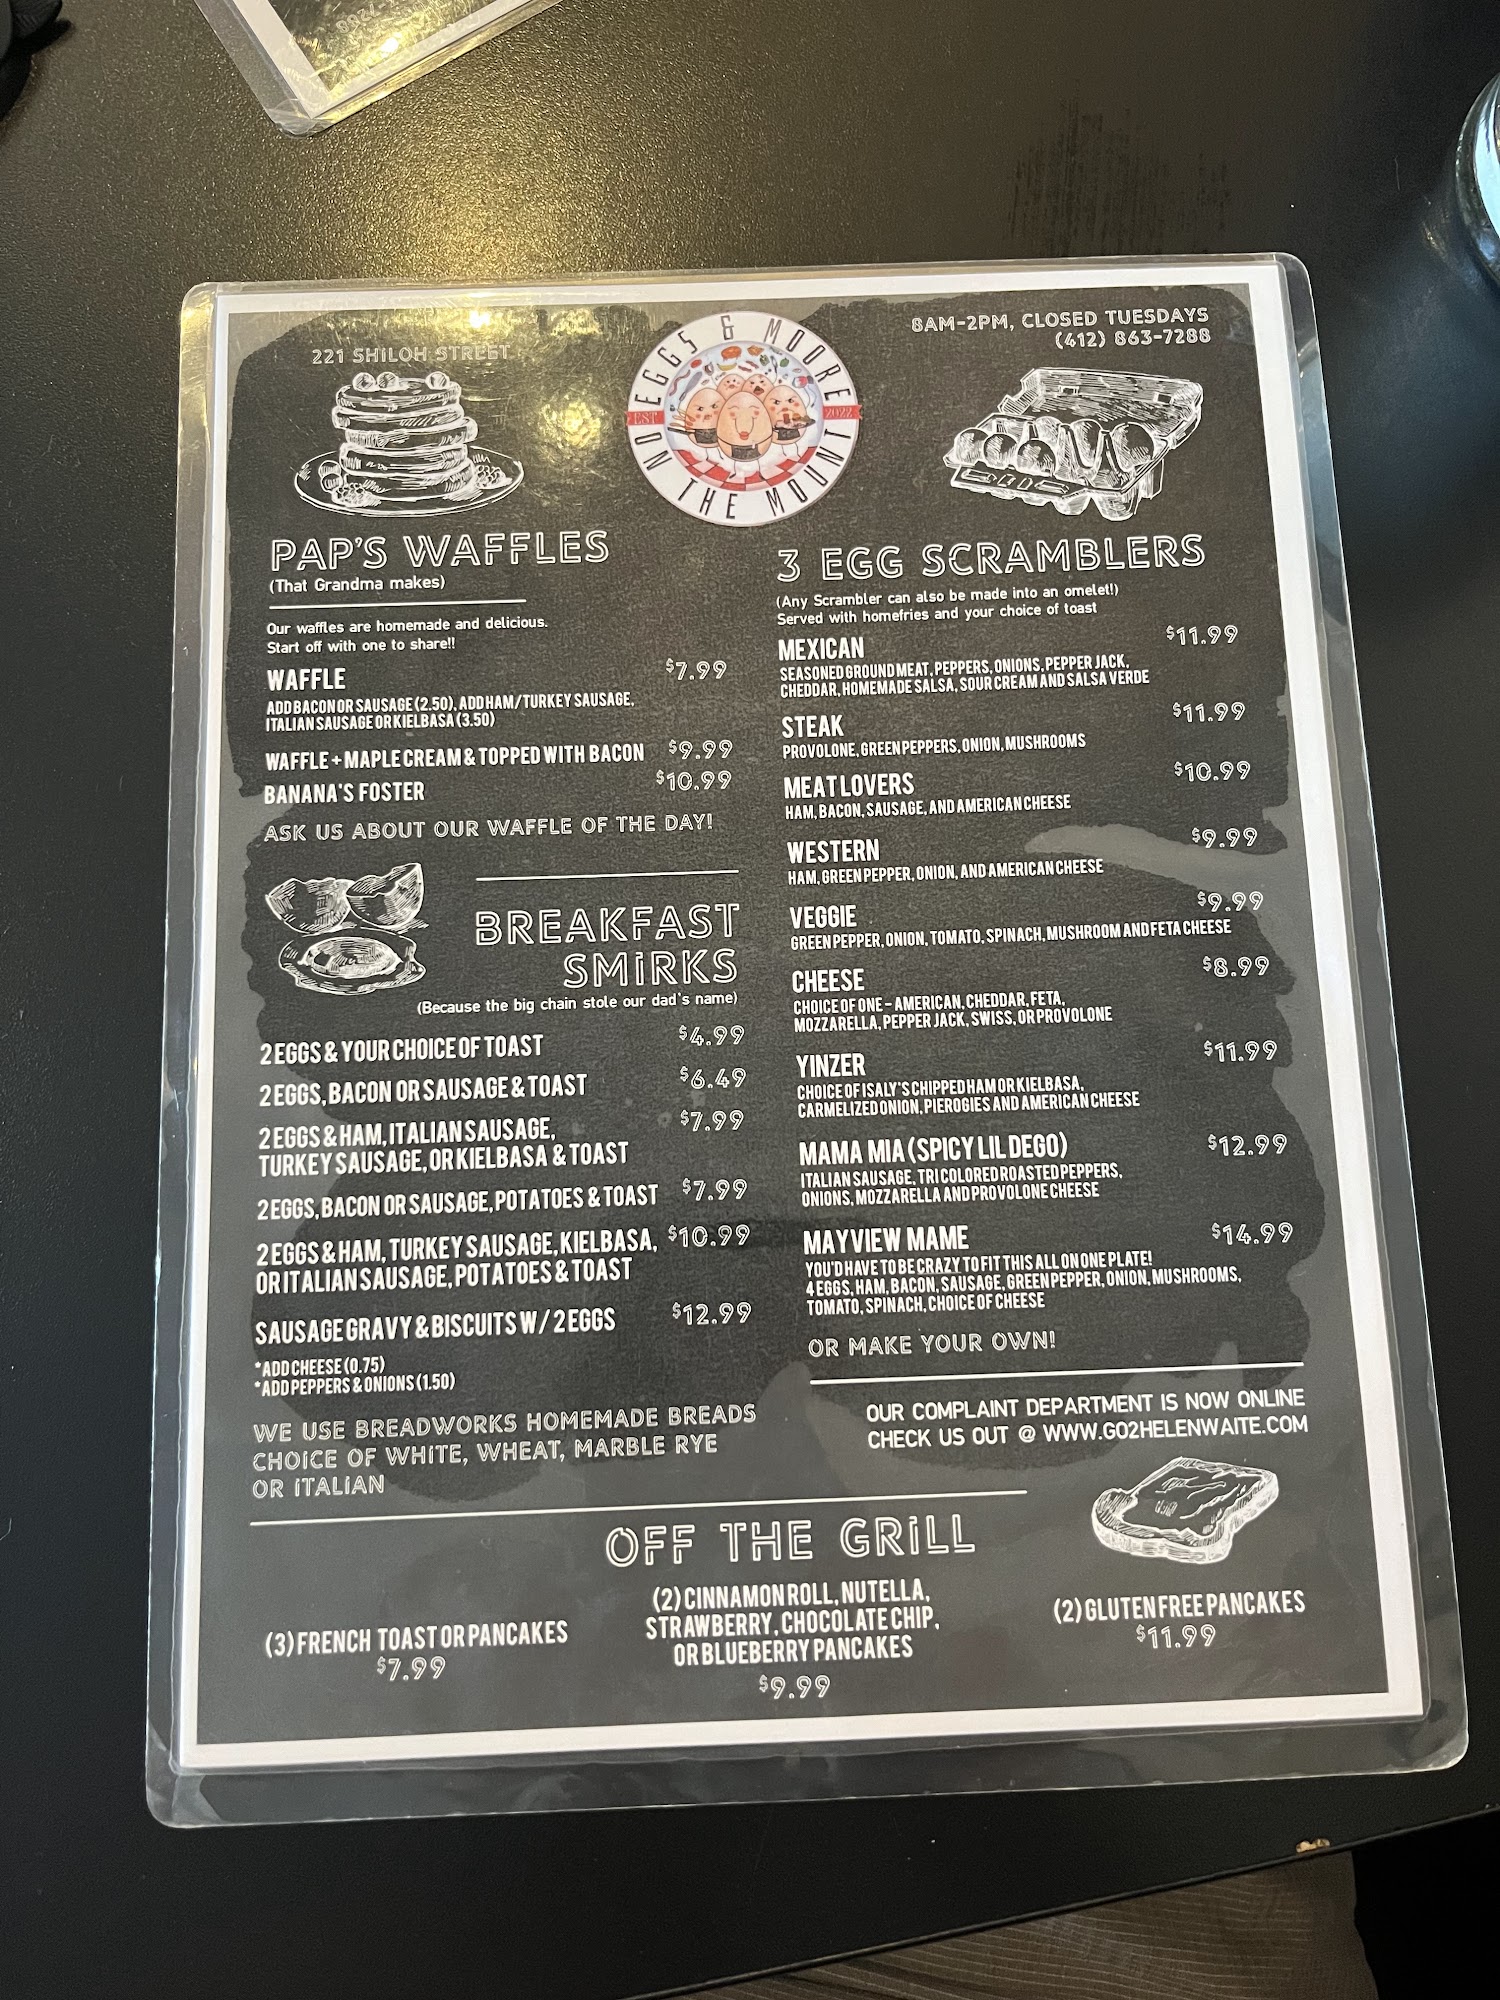 221 SHILOH STREET
EGGS & MOORE
EST 2022
ON THE MOUNT
8AM-2PM, CLOSED TUESDAYS
(412) 863-7288
PAP'S WAFFLES
(That Grandma makes)
Our waffles are homemade and delicious.
Start off with one to share!!
WAFFLE $7.99
ADD BACON OR SAUSAGE (2.50), ADD HAM/TURKEY SAUSAGE,
ITALIAN SAUSAGE OR KIELBASA (3.50)
WAFFLE + MAPLE CREAM & TOPPED WITH BACON $9.99
BANANA'S FOSTER $10.99
ASK US ABOUT OUR WAFFLE OF THE DAY!
BREAKFAST
SMIRKS
(Because the big chain stole our dad's name)
2 EGGS & YOUR CHOICE OF TOAST $4.99
2 EGGS, BACON OR SAUSAGE & TOAST $6.49
2 EGGS & HAM, ITALIAN SAUSAGE, $7.99
TURKEY SAUSAGE, OR KIELBASA & TOAST
2 EGGS, BACON OR SAUSAGE, POTATOES & TOAST $7.99
2 EGGS & HAM, TURKEY SAUSAGE, KIELBASA, $10.99
OR ITALIAN SAUSAGE, POTATOES & TOAST
SAUSAGE GRAVY & BISCUITS W/ 2 EGGS $12.99
*ADD CHEESE (0.75)
*ADD PEPPERS & ONIONS (1.50)
WE USE BREADWORKS HOMEMADE BREADS
CHOICE OF WHITE, WHEAT, MARBLE RYE
OR ITALIAN
3 EGG SCRAMBLERS
(Any Scrambler can also be made into an omelet!)
Served with homefries and your choice of toast
MEXICAN $11.99
SEASONED GROUND MEAT, PEPPERS, ONIONS, PEPPER JACK,
CHEDDAR, HOMEMADE SALSA, SOUR CREAM AND SALSA VERDE
STEAK $11.99
PROVOLONE, GREEN PEPPERS, ONION, MUSHROOMS
MEAT LOVERS $10.99
HAM, BACON, SAUSAGE, AND AMERICAN CHEESE
WESTERN $9.99
HAM, GREEN PEPPER, ONION, AND AMERICAN CHEESE
VEGGIE $9.99
GREEN PEPPER, ONION, TOMATO, SPINACH, MUSHROOM AND FETA CHEESE
CHEESE $8.99
CHOICE OF ONE - AMERICAN, CHEDDAR, FETA,
MOZZARELLA, PEPPER JACK, SWISS, OR PROVOLONE
YINZER $11.99
CHOICE OF ISALY'S CHIPPED HAM OR KIELBASA,
CARMELIZED ONION, PIEROGIES AND AMERICAN CHEESE
MAMA MIA (SPICY LIL DEGO) $12.99
ITALIAN SAUSAGE, TRI COLORED ROASTED PEPPERS,
ONIONS, MOZZARELLA AND PROVOLONE CHEESE
MAYVIEW MAME $14.99
YOU'D HAVE TO BE CRAZY TO FIT THIS ALL ON ONE PLATE!
4 EGGS, HAM, BACON, SAUSAGE, GREEN PEPPER, ONION, MUSHROOMS,
TOMATO, SPINACH, CHOICE OF CHEESE
OR MAKE YOUR OWN!
OUR COMPLAINT DEPARTMENT IS NOW ONLINE
CHECK US OUT @ WWW.GO2HELENWAITE.COM
OFF THE GRILL
(3) FRENCH TOAST OR PANCAKES
$7.99
(2) CINNAMON ROLL, NUTELLA,
STRAWBERRY, CHOCOLATE CHIP,
OR BLUEBERRY PANCAKES
$9.99
(2) GLUTEN FREE PANCAKES
$11.99